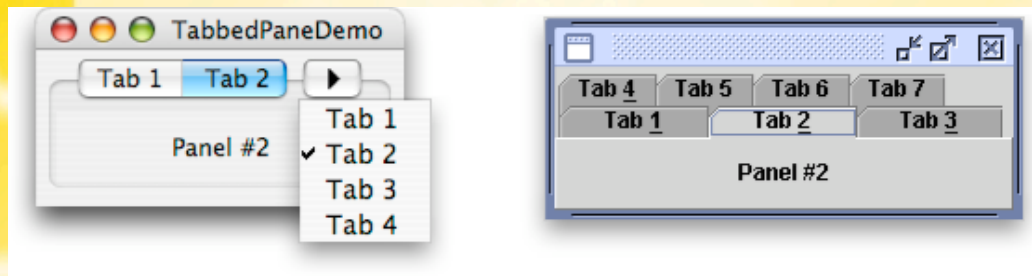 TabbedPaneDemo
Tab 1 Tab 2
Panel #2
Tab 1
Tab 2
Tab 3
Tab 4
Tab 4 Tab 5 Tab 6 Tab 7
Tab 1 Tab 2 Tab 3
Panel #2